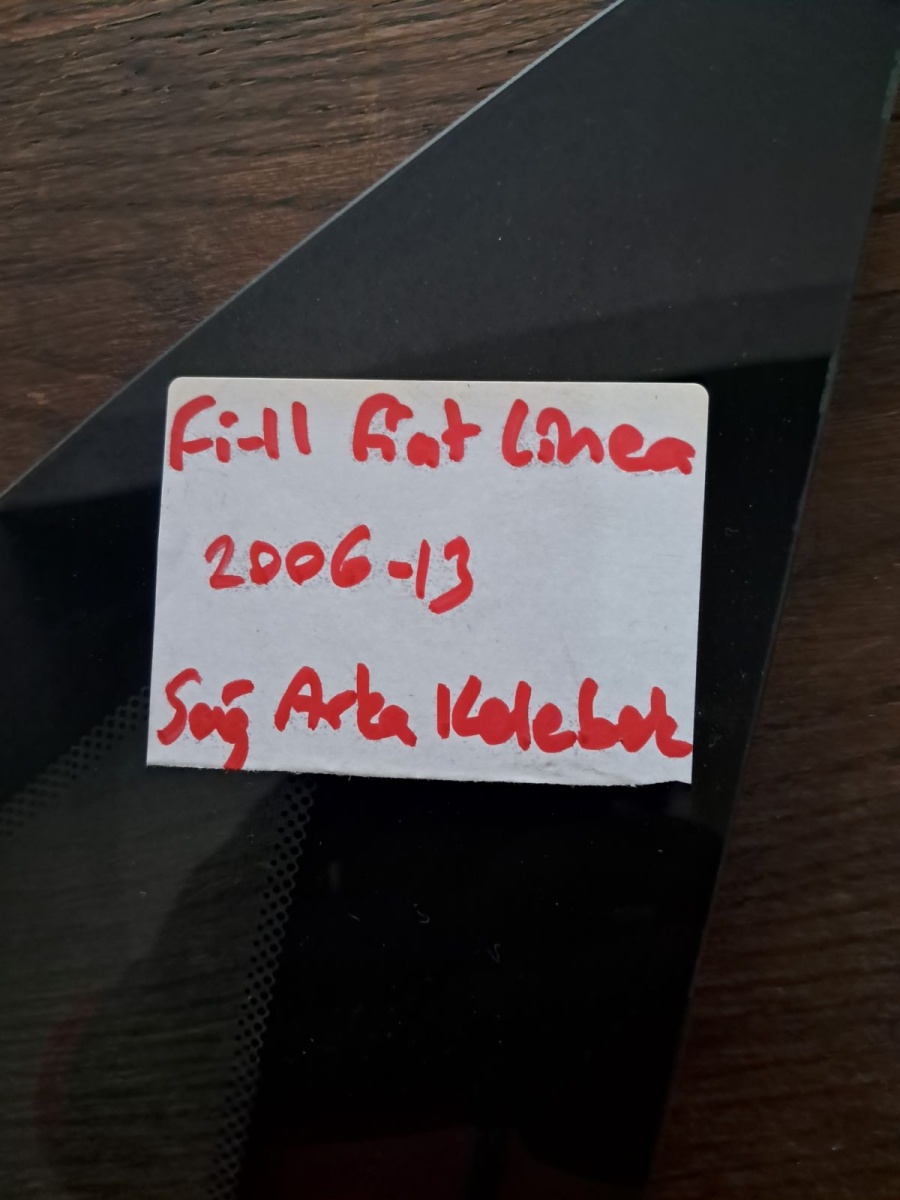 Fi-11 Fiat Linea
2006-13
Sağ Arka Kelebek